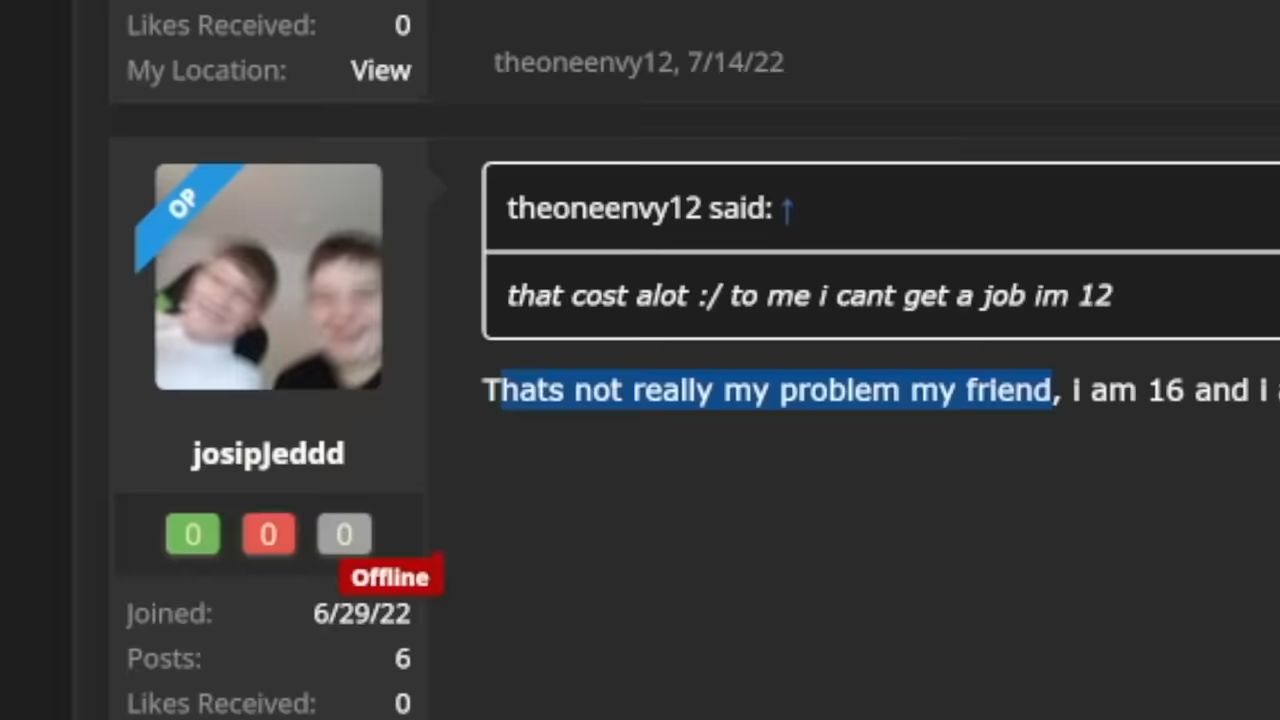 Likes Received: 0
My Location: View
theoneenvy12, 7/14/22
OP
theoneenvy12 said: ↑
that cost alot :/ to me i cant get a job im 12
Thats not really my problem my friend, i am 16 and i
josipJeddd
0 0 0
Offline
Joined: 6/29/22
Posts: 6
Likes Received: 0